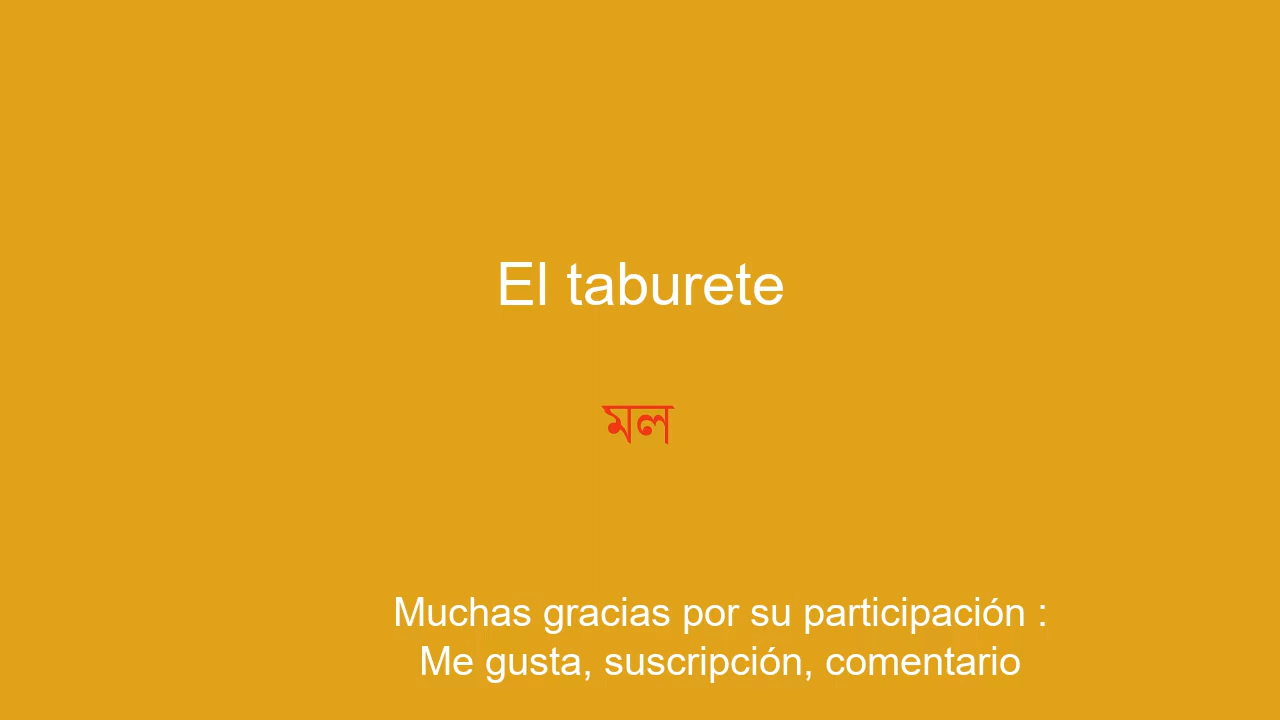 El taburete
মল
Muchas gracias por su participación :
Me gusta, suscripción, comentario